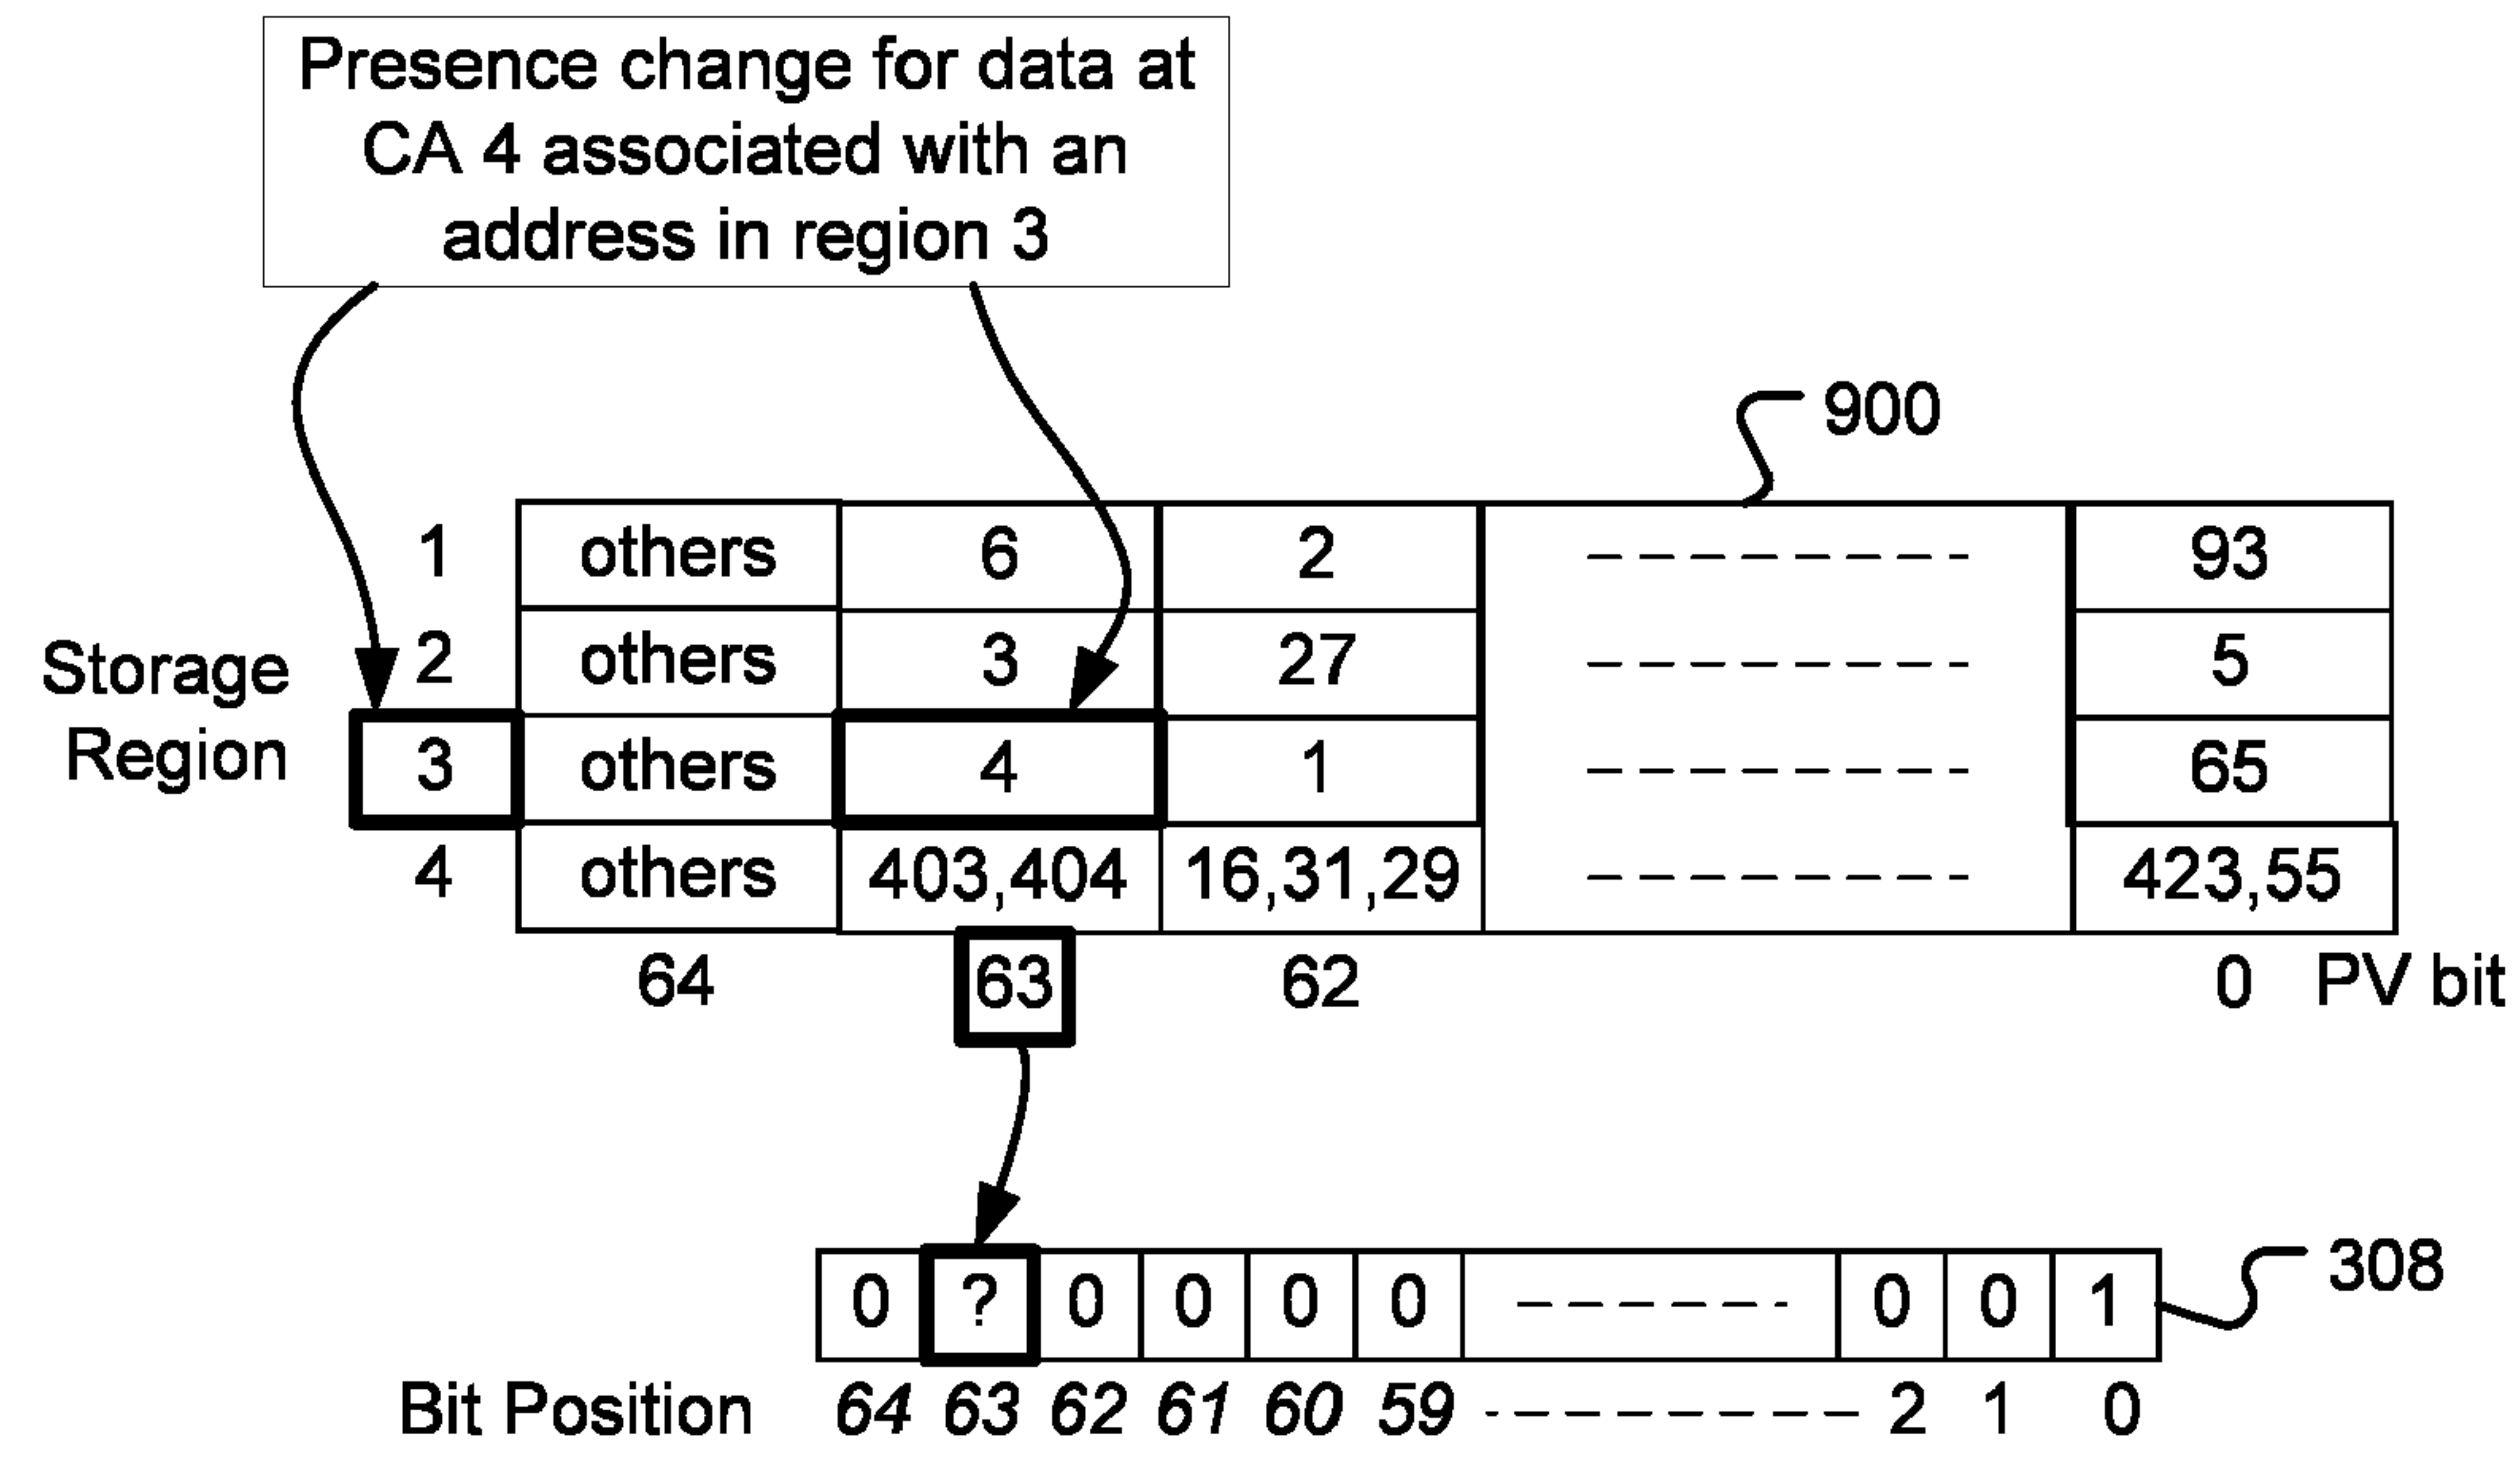 Presence change for data at
CA 4 associated with an
address in region 3
900
1 others 6 2 ---------- 93
2 others 3 27 ---------- 5
Storage
Region
3 others 4 1 ---------- 65
4 others 403,404 16,31,29 ---------- 423,55
64 63 62 0 PV bit
0 ? 0 0 0 0 ------ 0 0 1 308
Bit Position 64 63 62 61 60 59 ---------- 2 1 0